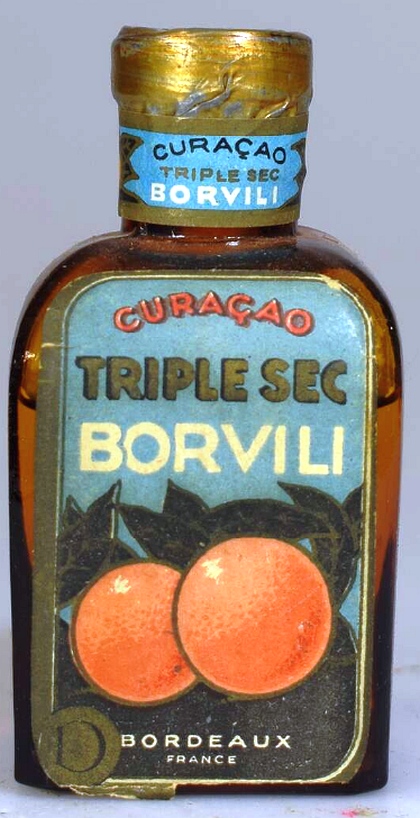 CURAÇAO
TRIPLE SEC
BORVILI
CURAÇAO
TRIPLE SEC
BORVILI
D
BORDEAUX
FRANCE